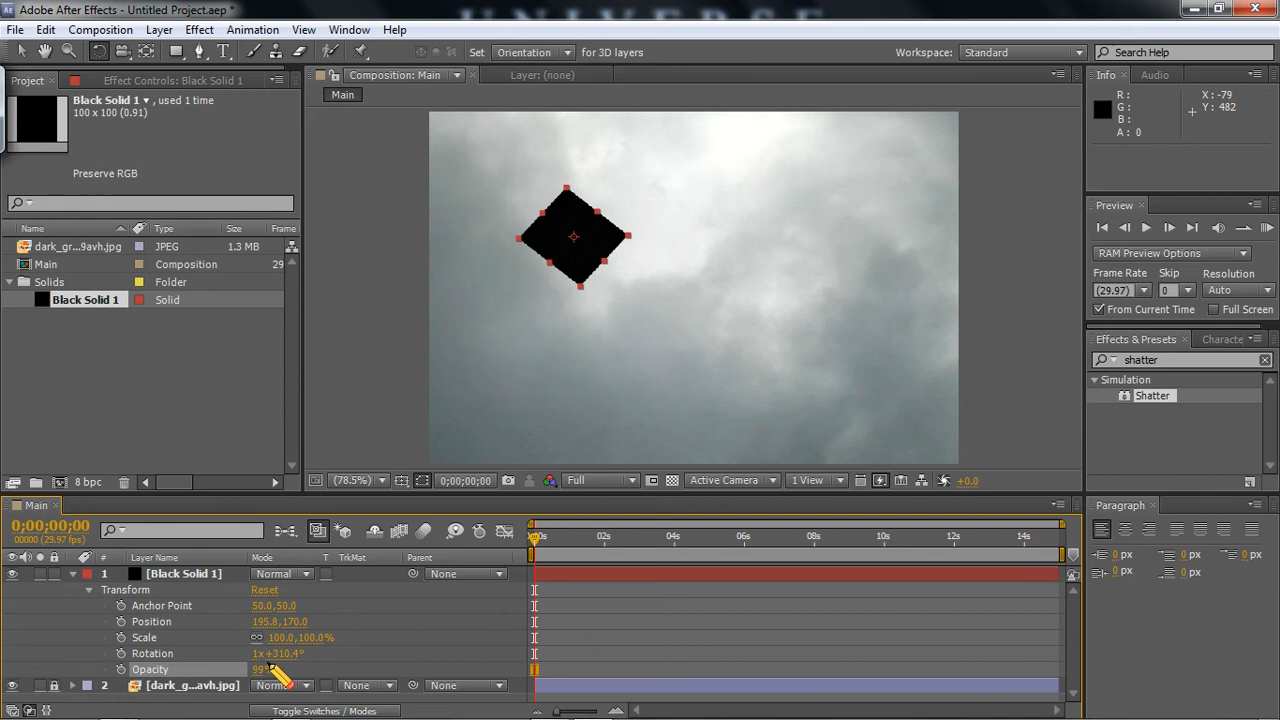 Adobe After Effects - Untitled Project.aep *
UNIVERSE
File Edit Composition Layer Effect Animation View Window Help
Set Orientation for 3D layers
Workspace: Standard
Search Help
Project
Effect Controls: Black Solid 1
Black Solid 1 , used 1 time
100 x 100 (0.91)
Preserve RGB
Name Type Size Frame
dark_gr...9avh.jpg JPEG 1.3 MB
Main Composition 29
Solids Folder
Black Solid 1 Solid
8 bpc
Composition: Main
Layer: (none)
Main
(78.5%) 0;00;00;00 Full Active Camera 1 View +0.0
Info Audio
R : X : -79
G : Y : 482
B :
A : 0
Preview
RAM Preview Options
Frame Rate Skip Resolution
(29.97) 0 Auto
From Current Time Full Screen
Effects & Presets Characte
shatter
Simulation
Shatter
Main
0;00;00;00
00000 (29.97 fps)
# Layer Name Mode T TrkMat Parent
02s 04s 06s 08s 10s 12s 14s
1 [Black Solid 1] Normal None
Transform Reset
Anchor Point 50.0,50.0
Position 195.8,170.0
Scale 100.0,100.0%
Rotation 1x+310.4°
Opacity 99
2 [dark_g...avh.jpg] None None
Toggle Switches / Modes
Paragraph
0 px 0 px 0 px
0 px 0 px